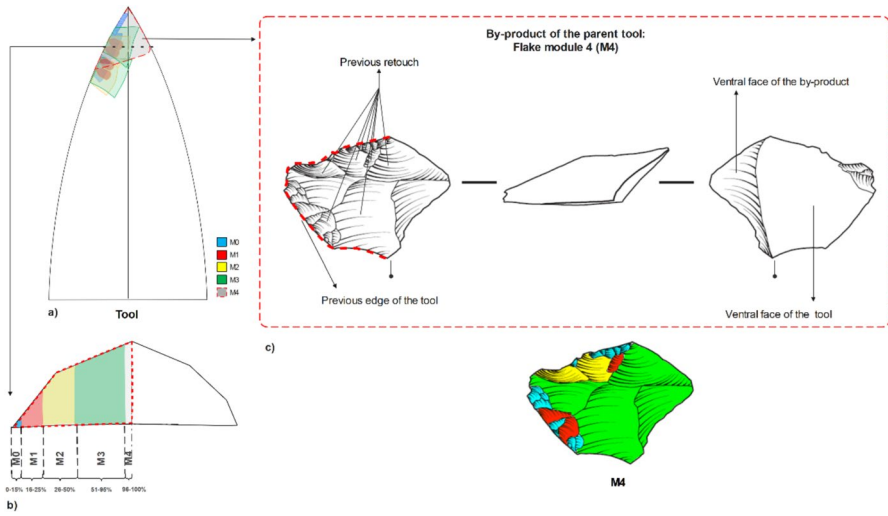 By-product of the parent tool:
Flake module 4 (M4)
Previous retouch
Ventral face of the by-product
M0
M1
M2
M3
M4
a)
Tool
Previous edge of the tool
Ventral face of the tool
c)
M0
M1
M2
M3
M4
0-15%
16-25%
26-50%
51-95%
96-100%
b)
M4